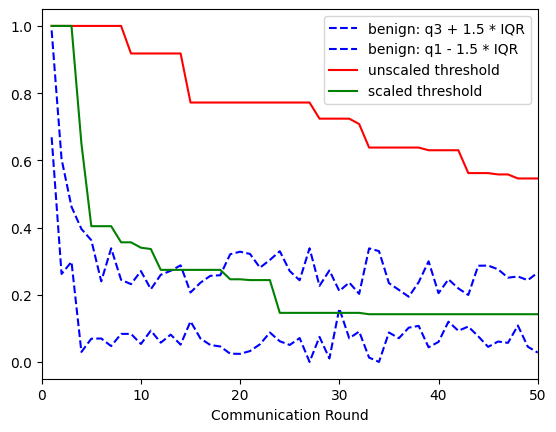 benign: q3 + 1.5 * IQR
benign: q1 - 1.5 * IQR
unscaled threshold
scaled threshold
1.0
0.8
0.6
0.4
0.2
0.0
0 10 20 30 40 50
Communication Round